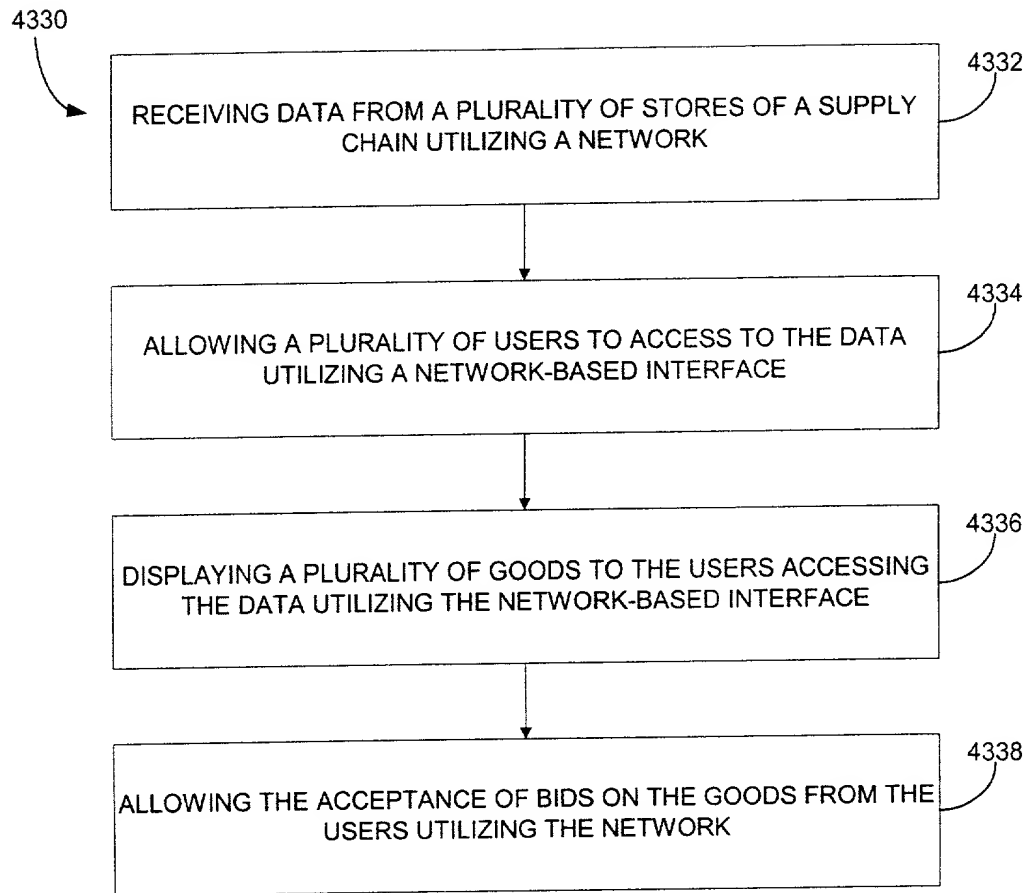 4330
4332
RECEIVING DATA FROM A PLURALITY OF STORES OF A SUPPLY
CHAIN UTILIZING A NETWORK
4334
ALLOWING A PLURALITY OF USERS TO ACCESS TO THE DATA
UTILIZING A NETWORK-BASED INTERFACE
4336
DISPLAYING A PLURALITY OF GOODS TO THE USERS ACCESSING
THE DATA UTILIZING THE NETWORK-BASED INTERFACE
4338
ALLOWING THE ACCEPTANCE OF BIDS ON THE GOODS FROM THE
USERS UTILIZING THE NETWORK